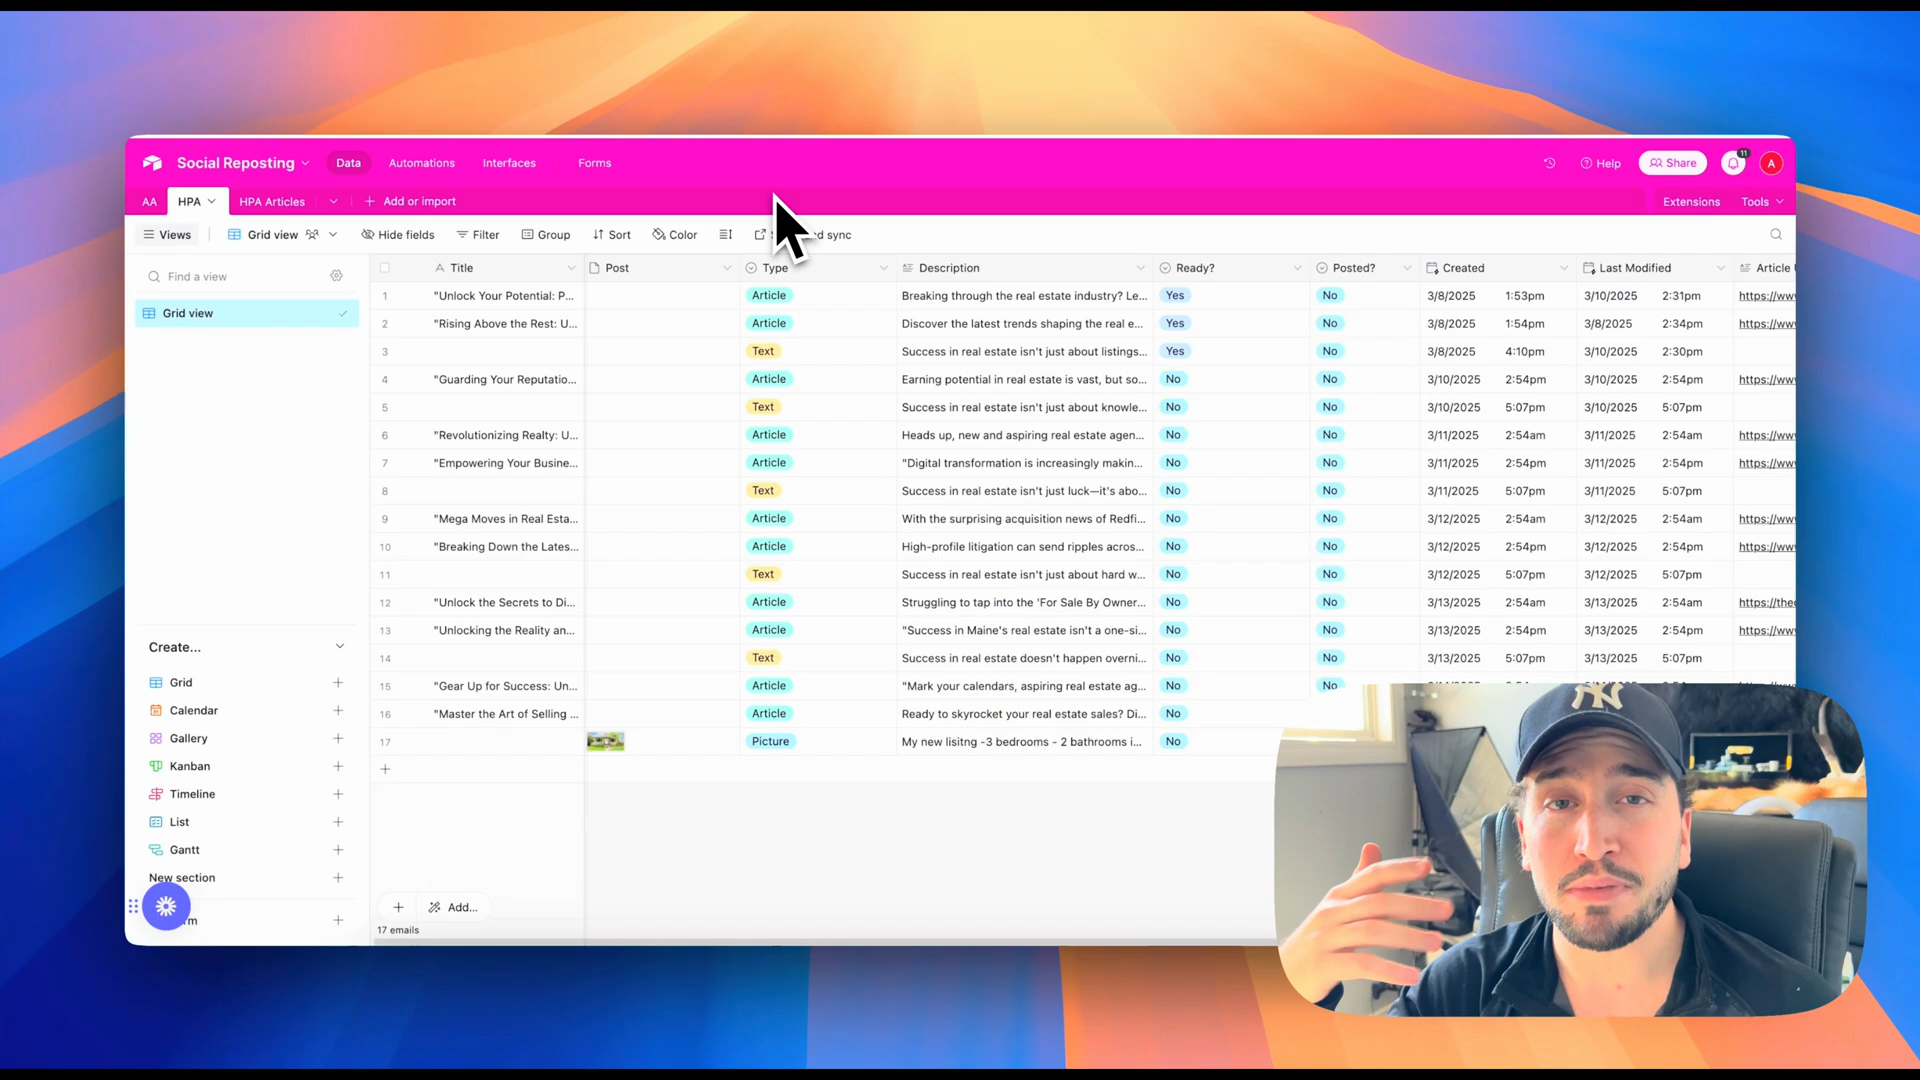 Social Reposting Data Automations Interfaces Forms Help Share 11 A
AA HPA HPA Articles Add or import Extensions Tools
Views Grid view Hide fields Filter Group Sort Color d sync
Find a view
Grid view
Title Post Type Description Ready? Posted? Created Last Modified Article
1 "Unlock Your Potential: P... Article Breaking through the real estate industry? Le... Yes No 3/8/2025 1:53pm 3/10/2025 2:31pm https://ww
2 "Rising Above the Rest: U... Article Discover the latest trends shaping the real e... Yes No 3/8/2025 1:54pm 3/8/2025 2:34pm https://ww
3 Text Success in real estate isn't just about listings... Yes No 3/8/2025 4:10pm 3/10/2025 2:30pm
4 "Guarding Your Reputatio... Article Earning potential in real estate is vast, but so... No No 3/10/2025 2:54pm 3/10/2025 2:54pm https://ww
5 Text Success in real estate isn't just about knowle... No No 3/10/2025 5:07pm 3/10/2025 5:07pm
6 "Revolutionizing Realty: U... Article Heads up, new and aspiring real estate agen... No No 3/11/2025 2:54am 3/11/2025 2:54am https://ww
7 "Empowering Your Busine... Article "Digital transformation is increasingly makin... No No 3/11/2025 2:54pm 3/11/2025 2:54pm https://ww
8 Text Success in real estate isn't just luck—it's abo... No No 3/11/2025 5:07pm 3/11/2025 5:07pm
9 "Mega Moves in Real Esta... Article With the surprising acquisition news of Redfi... No No 3/12/2025 2:54am 3/12/2025 2:54am https://ww
10 "Breaking Down the Lates... Article High-profile litigation can send ripples acros... No No 3/12/2025 2:54pm 3/12/2025 2:54pm https://ww
11 Text Success in real estate isn't just about hard w... No No 3/12/2025 5:07pm 3/12/2025 5:07pm
12 "Unlock the Secrets to Di... Article Struggling to tap into the 'For Sale By Owner... No No 3/13/2025 2:54am 3/13/2025 2:54am https://the
13 "Unlocking the Reality an... Article "Success in Maine's real estate isn't a one-si... No No 3/13/2025 2:54pm 3/13/2025 2:54pm https://ww
14 Text Success in real estate doesn't happen overni... No No 3/13/2025 5:07pm 3/13/2025 5:07pm
15 "Gear Up for Success: Un... Article "Mark your calendars, aspiring real estate ag... No No
16 "Master the Art of Selling ... Article Ready to skyrocket your real estate sales? Di... No
17 Picture My new lisitng -3 bedrooms - 2 bathrooms i... No
Create...
Grid
Calendar
Gallery
Kanban
Timeline
List
Gantt
New section
rm
Add...
17 emails
NY